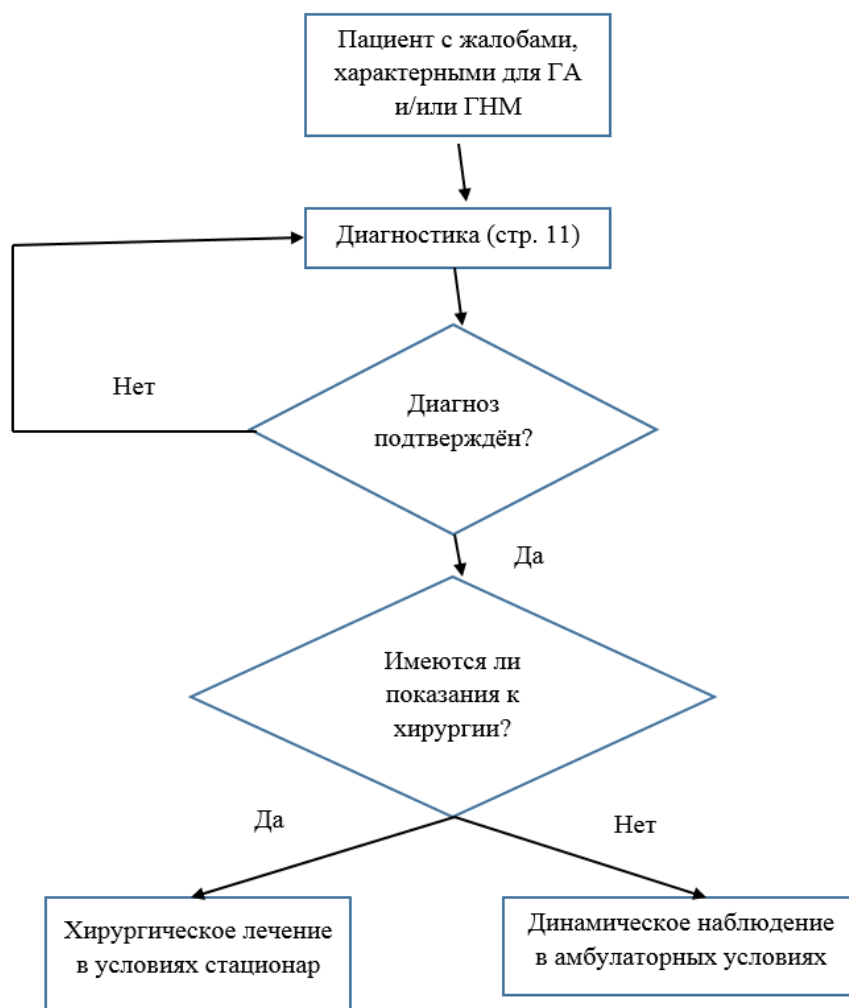 Пациент с жалобами,
характерными для ГА
и/или ГНМ
Диагностика (стр. 11)
Нет
Диагноз
подтверждён?
Да
Имеются ли
показания к
хирургии?
Да
Нет
Хирургическое лечение
в условиях стационар
Динамическое наблюдение
в амбулаторных условиях